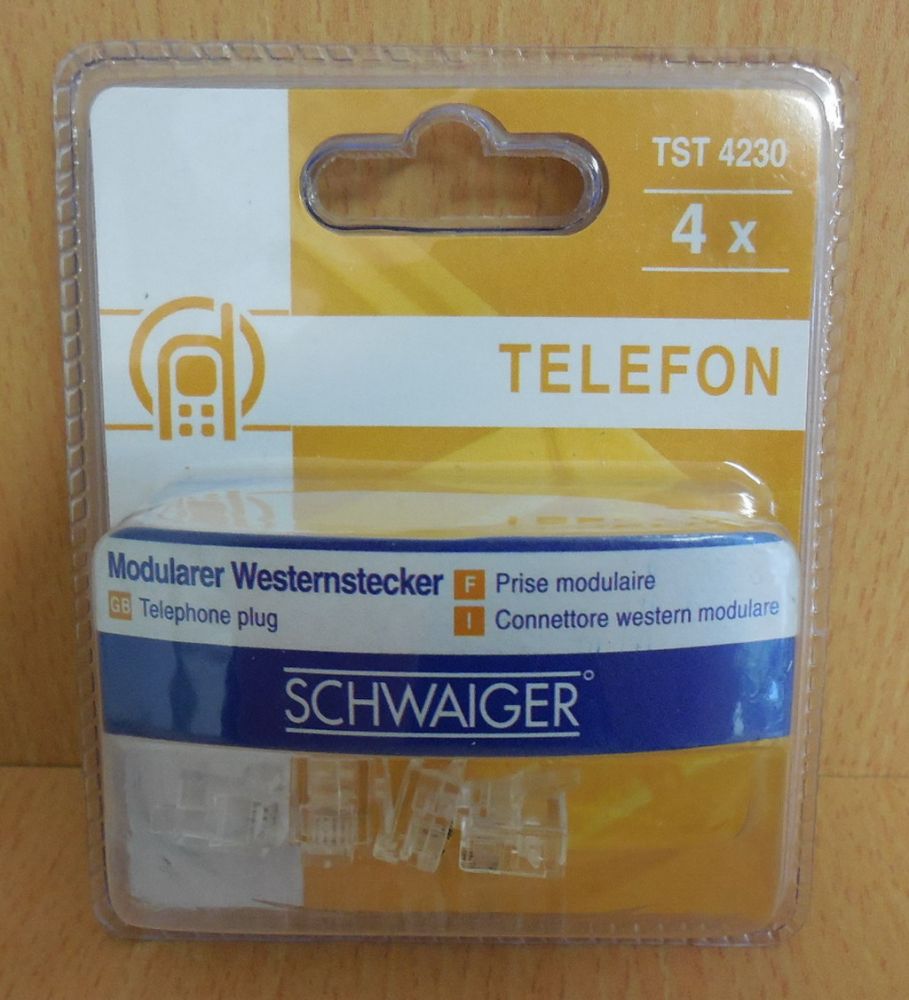 TST 4230
4 x
TELEFON
Modularer Westernstecker
GB Telephone plug
F Prise modulaire
I Connettore western modulare
SCHWAIGER